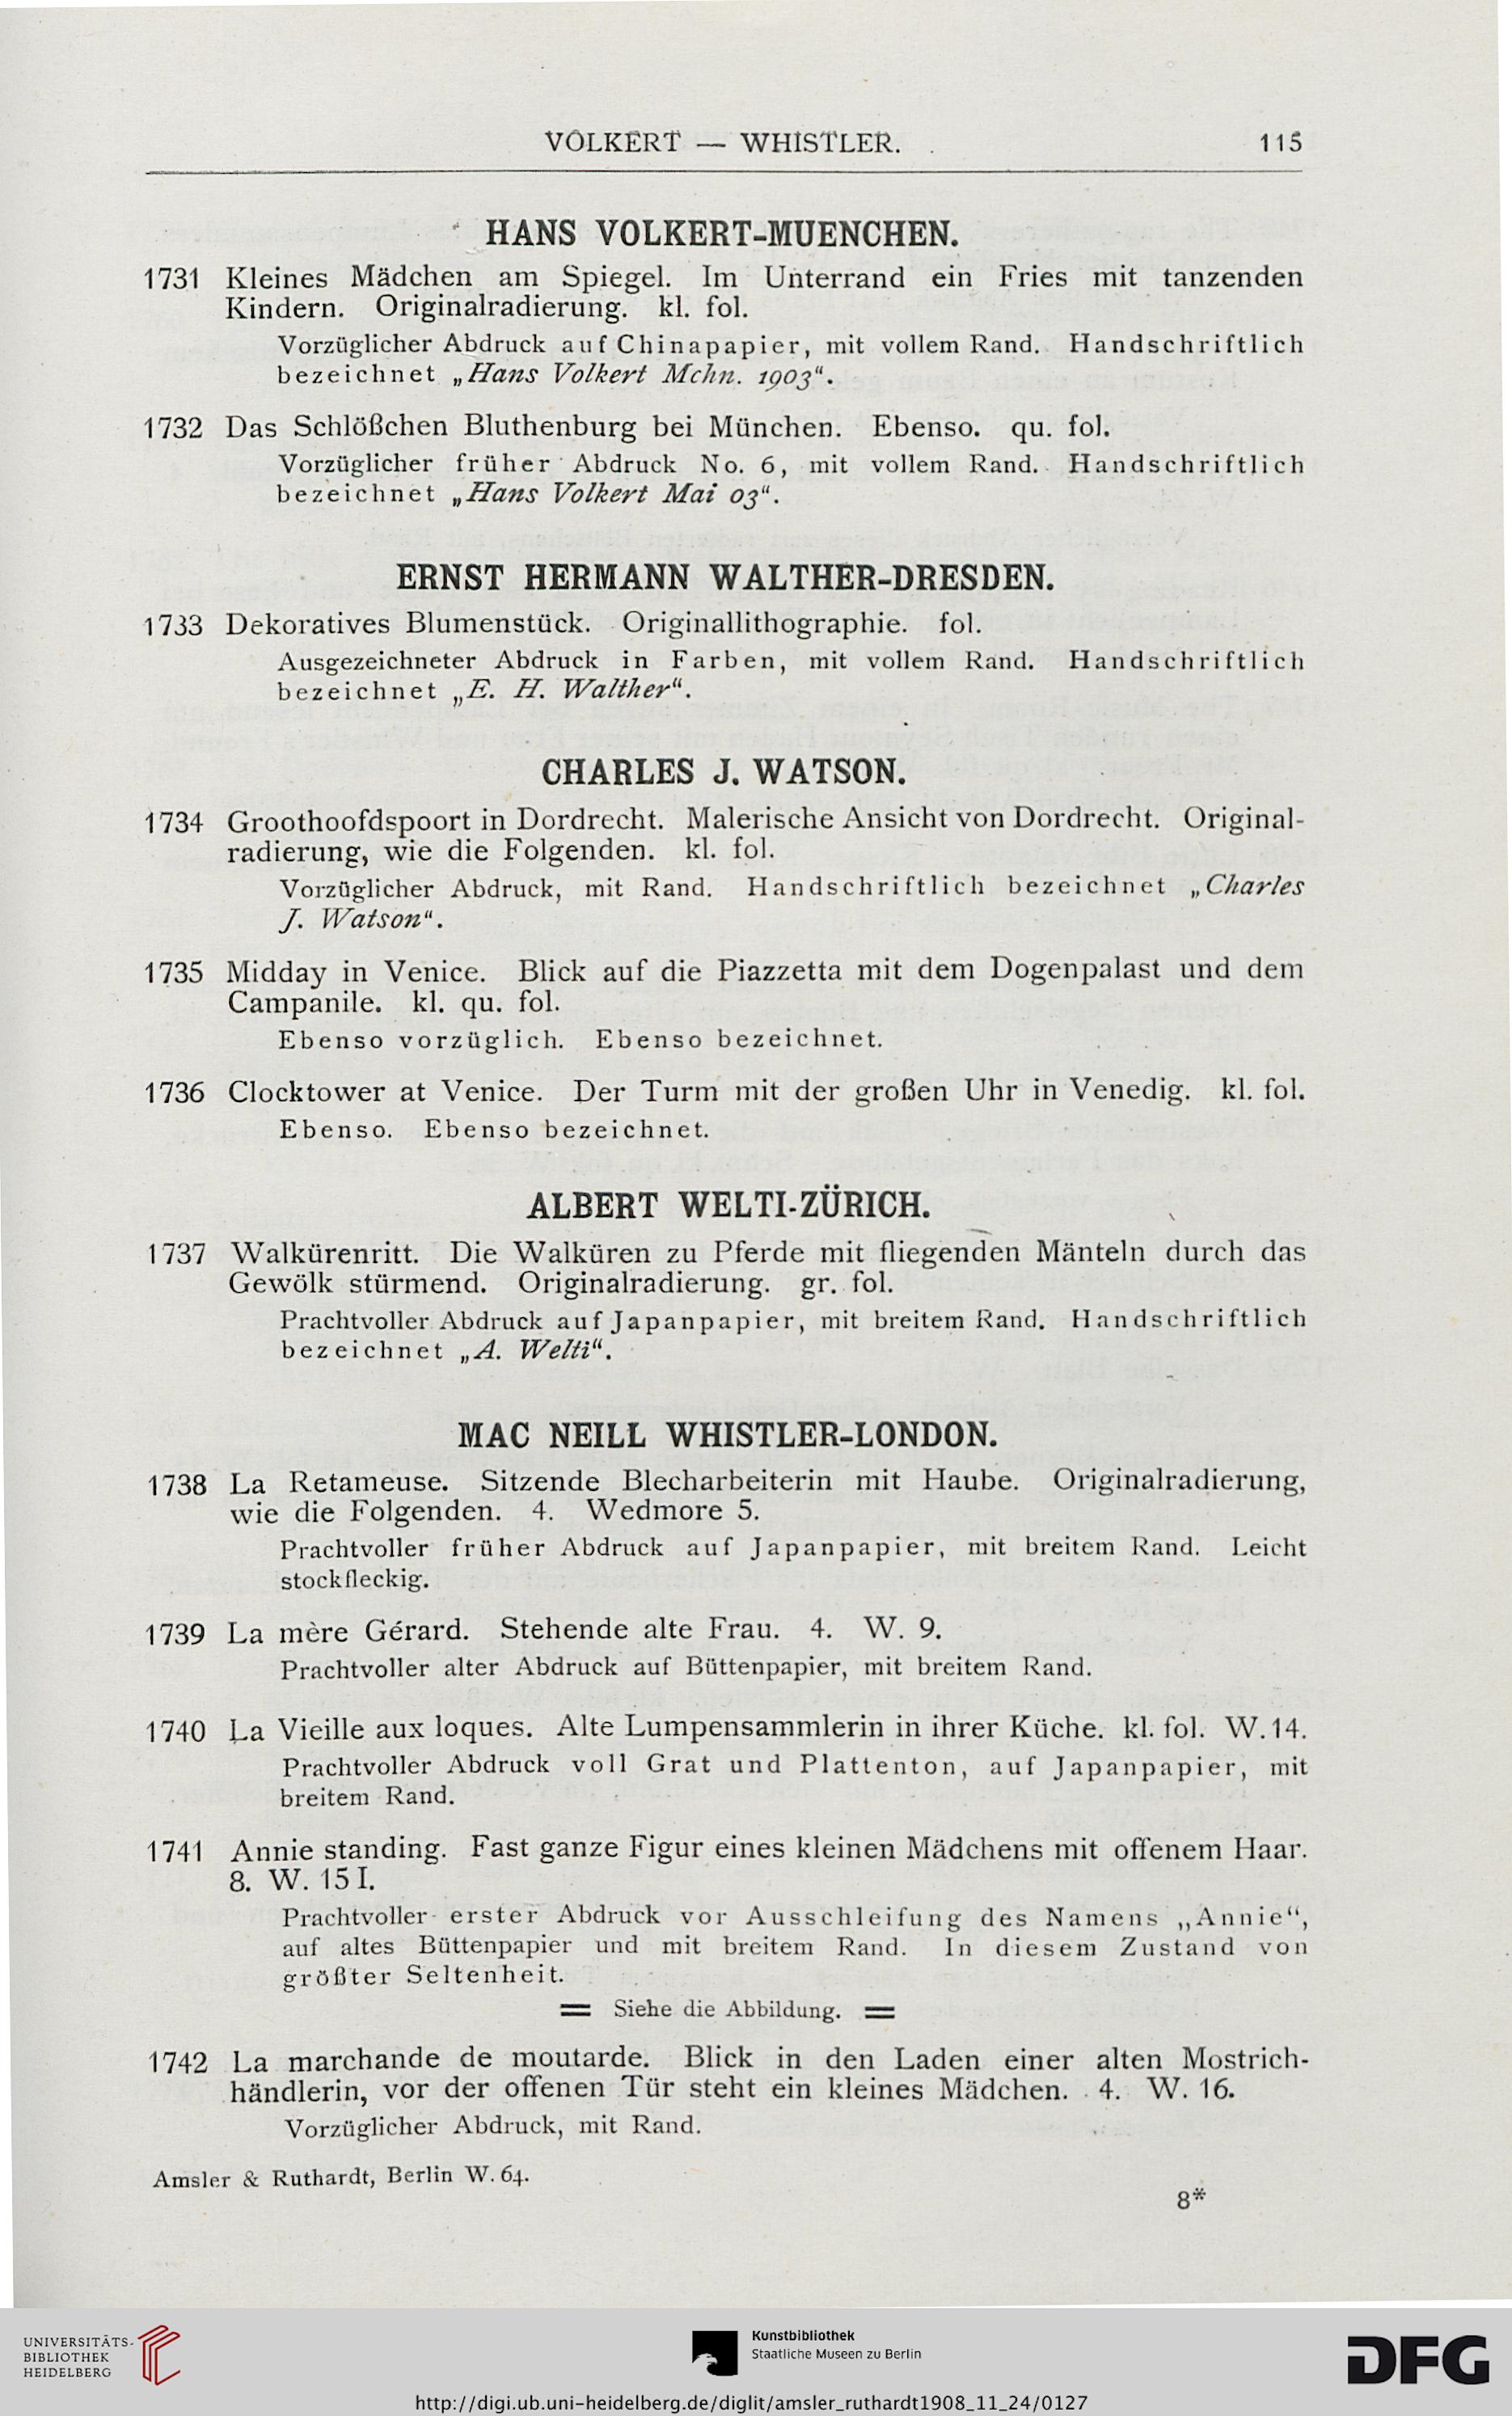 VOLKERT — WHISTLER. 115
HANS VOLKERT-MUENCHEN.
1731 Kleines Mädchen am Spiegel. Im Unterrand ein Fries mit tanzenden
Kindern. Originalradierung. kl. fol.
Vorzüglicher Abdruck auf Chinapapier, mit vollem Rand. Handschriftlich
bezeichnet „Hans Volkert Mchn. 1903“.
1732 Das Schlößchen Bluthenburg bei München. Ebenso. qu. fol.
Vorzüglicher früher Abdruck No. 6, mit vollem Rand. Handschriftlich
bezeichnet „Hans Volkert Mai 03“.
ERNST HERMANN WALTHER-DRESDEN.
1733 Dekoratives Blumenstück. Originallithographie. fol.
Ausgezeichneter Abdruck in Farben, mit vollem Rand. Handschriftlich
bezeichnet „E. H. Walther“.
CHARLES J. WATSON.
1734 Groothoofdspoort in Dordrecht. Malerische Ansicht von Dordrecht. Original-
radierung, wie die Folgenden. kl. fol.
Vorzüglicher Abdruck, mit Rand. Handschriftlich bezeichnet „Charles
J. Watson“.
1735 Midday in Venice. Blick auf die Piazzetta mit dem Dogenpalast und dem
Campanile. kl. qu. fol.
Ebenso vorzüglich. Ebenso bezeichnet.
1736 Clocktower at Venice. Der Turm mit der großen Uhr in Venedig. kl. fol.
Ebenso. Ebenso bezeichnet.
ALBERT WELTI-ZÜRICH.
1737 Walkürenritt. Die Walküren zu Pferde mit fliegenden Mänteln durch das
Gewölk stürmend. Originalradierung. gr. fol.
Prachtvoller Abdruck auf Japanpapier, mit breitem Rand. Handschriftlich
bezeichnet „A. Welti“.
MAC NEILL WHISTLER-LONDON.
1738 La Retameuse. Sitzende Blecharbeiterin mit Haube. Originalradierung,
wie die Folgenden. 4. Wedmore 5.
Prachtvoller früher Abdruck auf Japanpapier, mit breitem Rand. Leicht
stockfleckig.
1739 La mère Gérard. Stehende alte Frau. 4. W. 9.
Prachtvoller alter Abdruck auf Büttenpapier, mit breitem Rand.
1740 La Vieille aux loques. Alte Lumpensammlerin in ihrer Küche. kl. fol. W. 14.
Prachtvoller Abdruck voll Grat und Plattenton, auf Japanpapier, mit
breitem Rand.
1741 Annie standing. Fast ganze Figur eines kleinen Mädchens mit offenem Haar.
8. W. 15 I.
Prachtvoller erster Abdruck vor Ausschleifung des Namens „Annie“,
auf altes Büttenpapier und mit breitem Rand. In diesem Zustand von
größter Seltenheit.
= Siehe die Abbildung. =
1742 La marchande de moutarde. Blick in den Laden einer alten Mostrich-
händlerin, vor der offenen Tür steht ein kleines Mädchen. 4. W. 16.
Vorzüglicher Abdruck, mit Rand.
Amsler & Ruthardt, Berlin W. 64.
8*
UNIVERSITÄTS-
BIBLIOTHEK
HEIDELBERG
Kunstbibliothek
Staatliche Museen zu Berlin
DFG
http://digi.ub.uni-heidelberg.de/diglit/amsler_ruthardt1908_11_24/0127